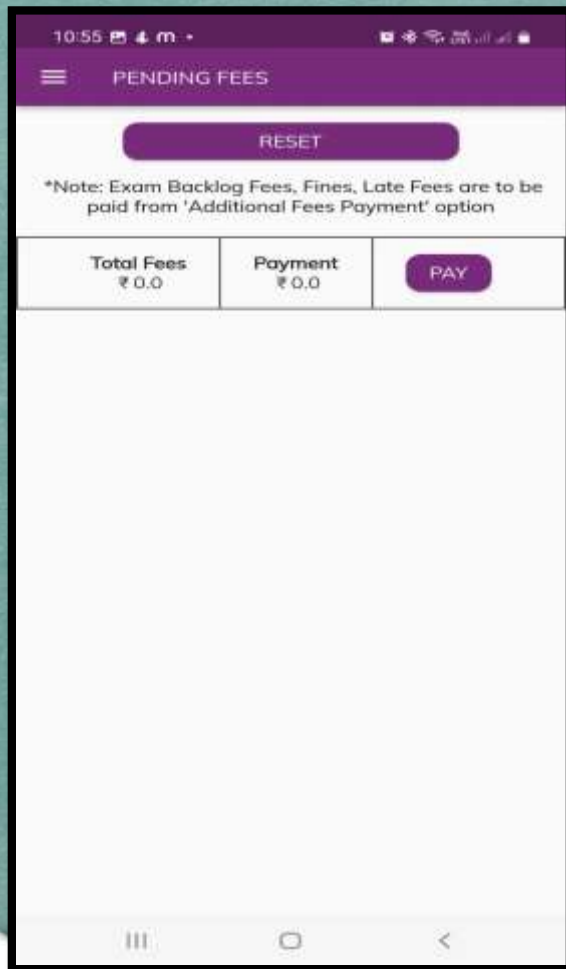 10:55
PENDING FEES
RESET
*Note: Exam Backlog Fees, Fines, Late Fees are to be
paid from 'Additional Fees Payment' option
Total Fees
₹ 0.0
Payment
₹ 0.0
PAY